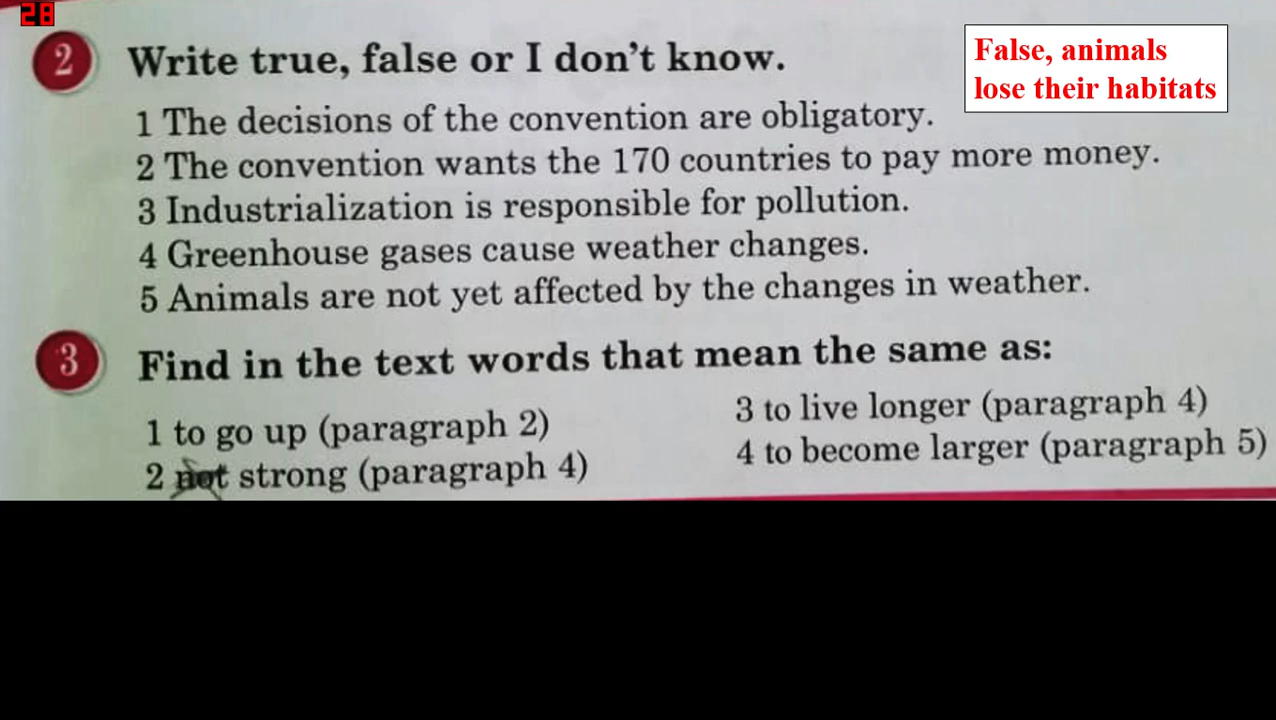 28
2 Write true, false or I don't know.
False, animals
lose their habitats
1 The decisions of the convention are obligatory.
2 The convention wants the 170 countries to pay more money.
3 Industrialization is responsible for pollution.
4 Greenhouse gases cause weather changes.
5 Animals are not yet affected by the changes in weather.
3 Find in the text words that mean the same as:
1 to go up (paragraph 2)
2 not strong (paragraph 4)
3 to live longer (paragraph 4)
4 to become larger (paragraph 5)